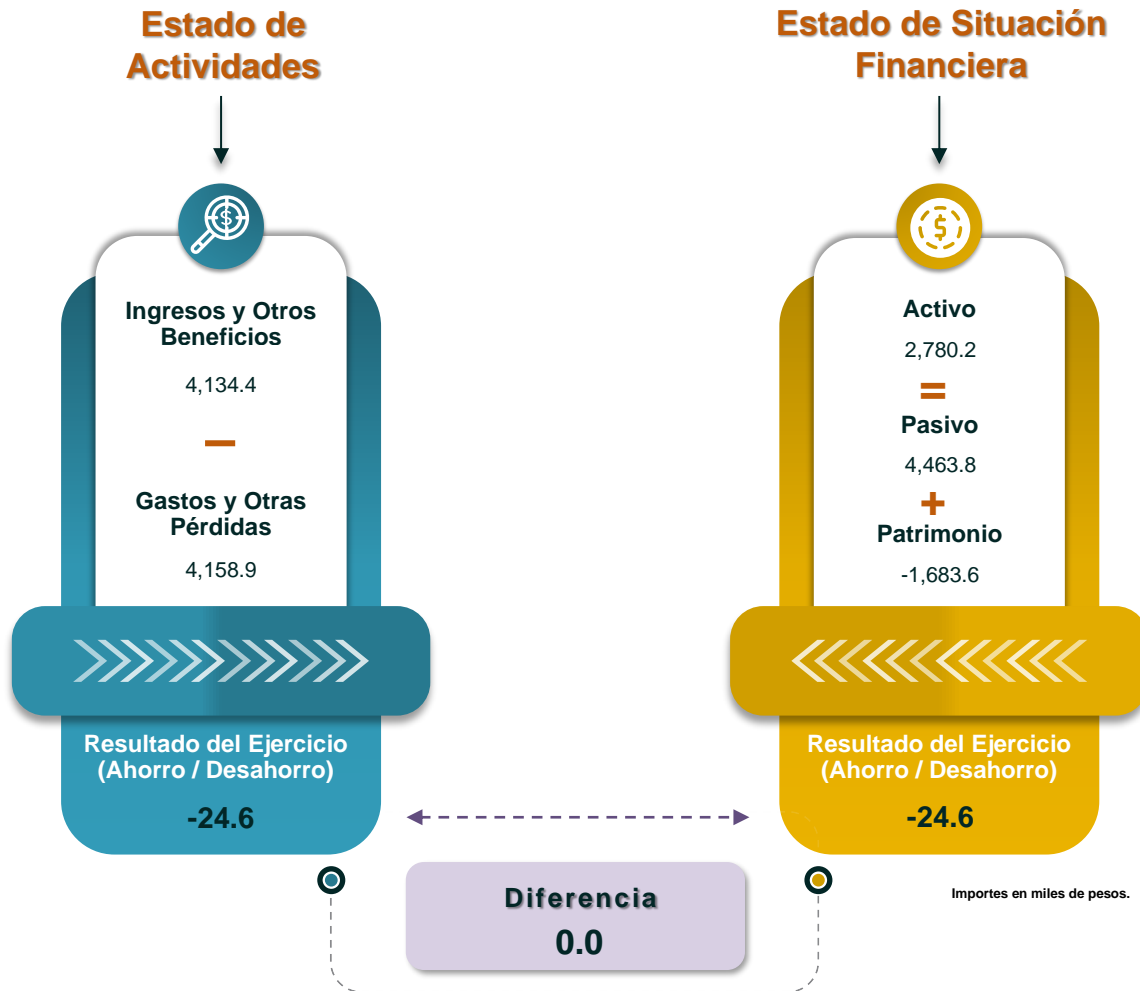 Estado de
Actividades
Ingresos y Otros
Beneficios
4,134.4
–
Gastos y Otras
Pérdidas
4,158.9
Resultado del Ejercicio
(Ahorro / Desahorro)
-24.6
Estado de Situación
Financiera
Activo
2,780.2
=
Pasivo
4,463.8
+
Patrimonio
-1,683.6
Resultado del Ejercicio
(Ahorro / Desahorro)
-24.6
Diferencia
0.0
Importes en miles de pesos.